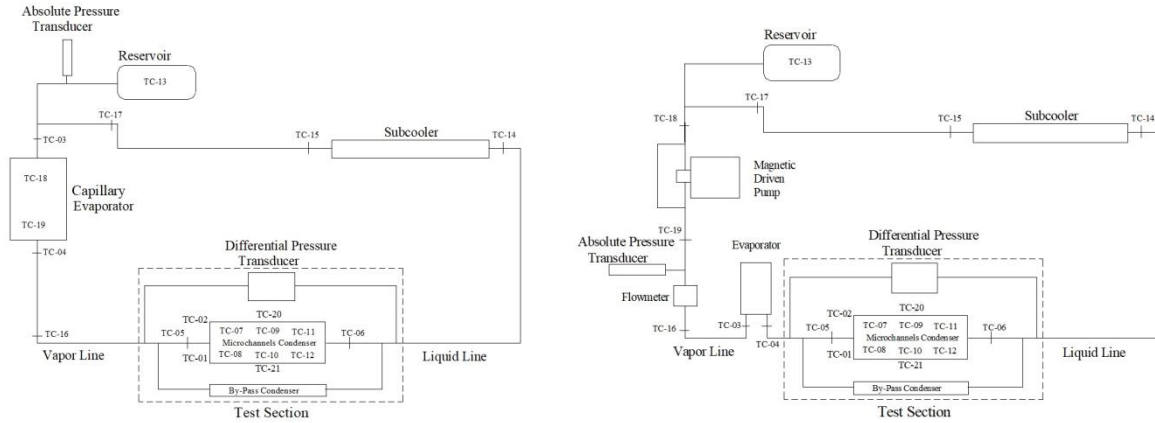 Absolute Pressure
Transducer
Reservoir
TC-13
TC-17
TC-03
TC-15
Subcooler
TC-14
TC-18
TC-19
Capillary
Evaporator
TC-04
Differential Pressure
Transducer
TC-16
TC-05
TC-02
TC-20
TC-07 TC-09 TC-11
Microchannels Condenser
TC-08 TC-10 TC-12
TC-01
TC-21
TC-06
Vapor Line
Liquid Line
By-Pass Condenser
Test Section
Reservoir
TC-13
TC-17
TC-18
TC-15
Subcooler
TC-14
Magnetic
Driven
Pump
TC-19
Absolute Pressure
Transducer
Evaporator
Differential Pressure
Transducer
Flowmeter
TC-16
TC-03
TC-04
TC-05
TC-02
TC-20
TC-07 TC-09 TC-11
Microchannels Condenser
TC-08 TC-10 TC-12
TC-01
TC-21
TC-06
Vapor Line
Liquid Line
By-Pass Condenser
Test Section